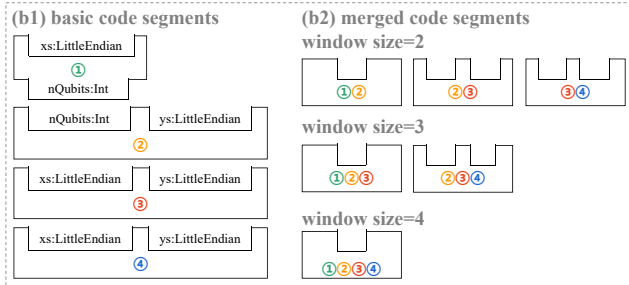 (b1) basic code segments
xs:LittleEndian
①
nQubits:Int
nQubits:Int ys:LittleEndian
②
xs:LittleEndian ys:LittleEndian
③
xs:LittleEndian ys:LittleEndian
④
(b2) merged code segments
window size=2
①② ②③ ③④
window size=3
①②③ ②③④
window size=4
①②③④